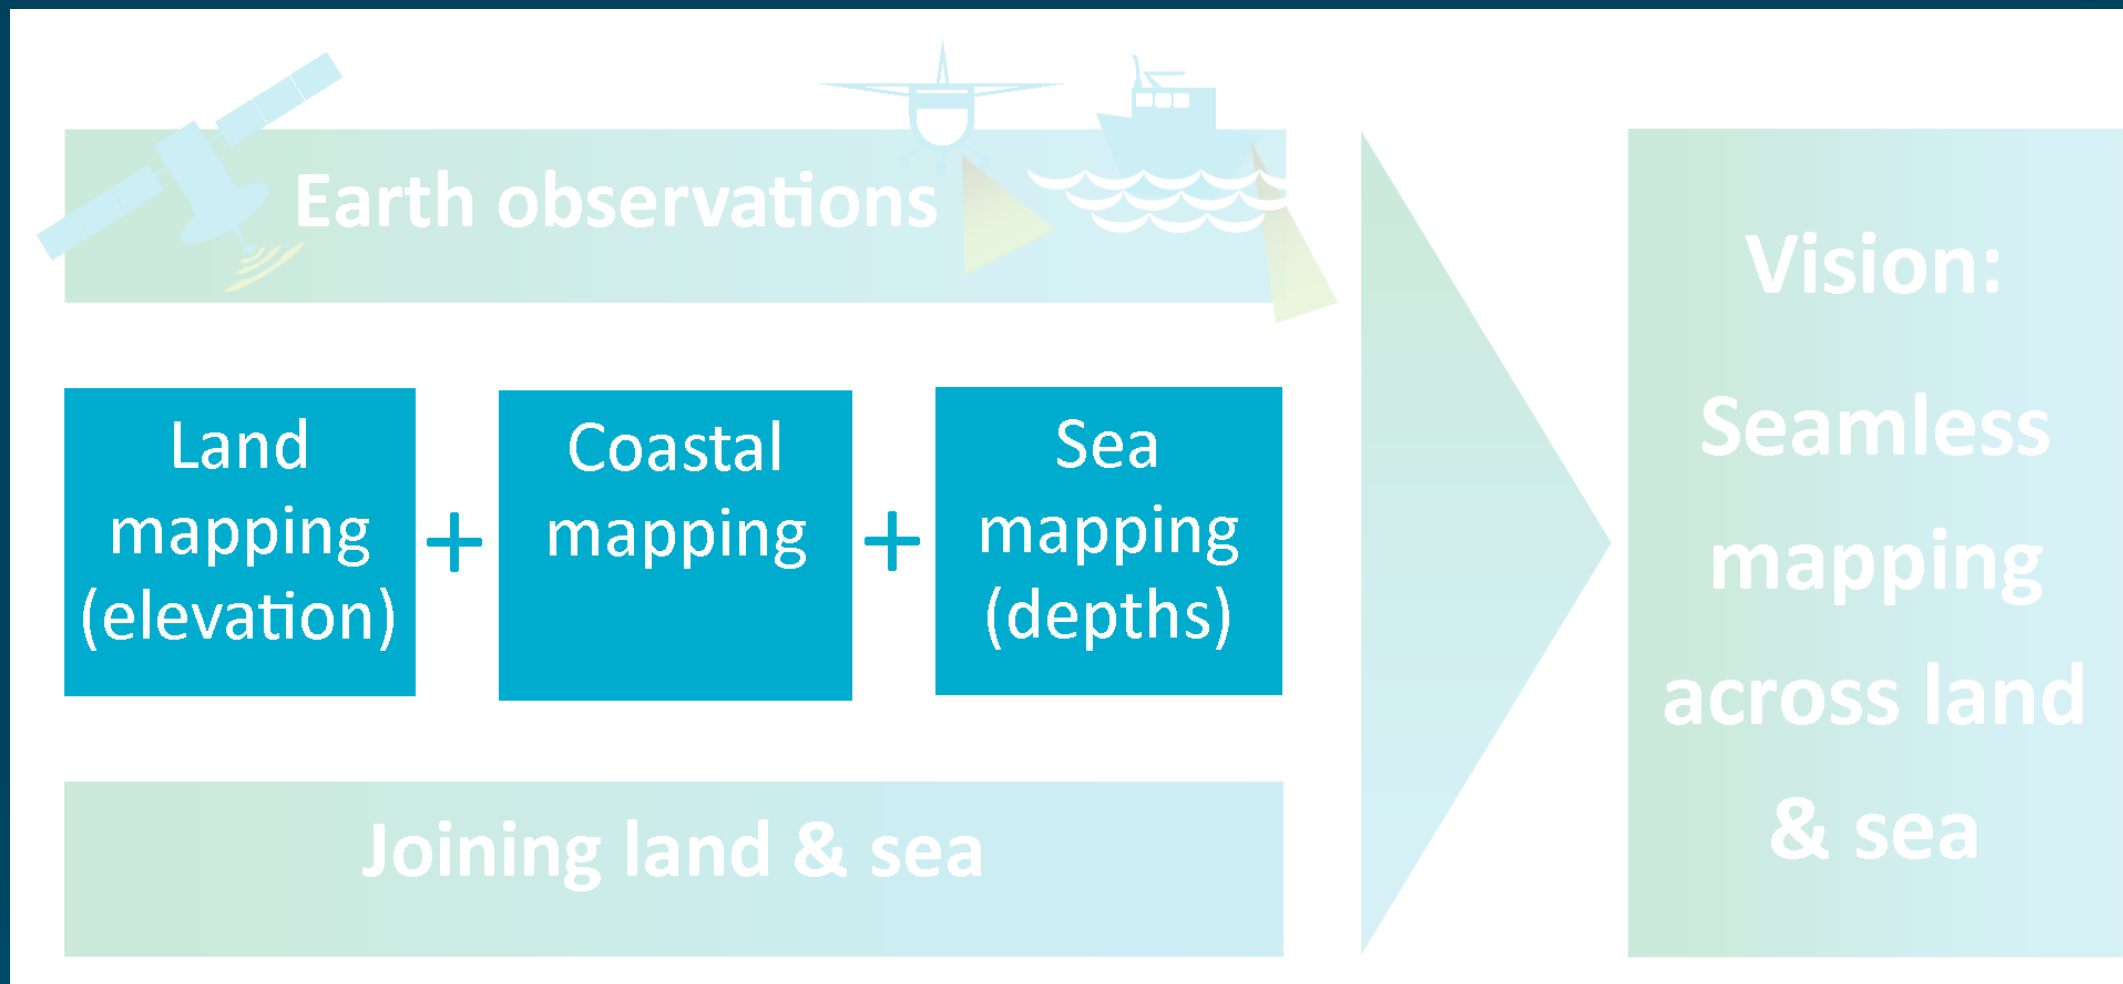 Earth observations
Land
mapping
(elevation)
+
Coastal
mapping
+
Sea
mapping
(depths)
Joining land & sea
Vision:
Seamless
mapping
across land
& sea